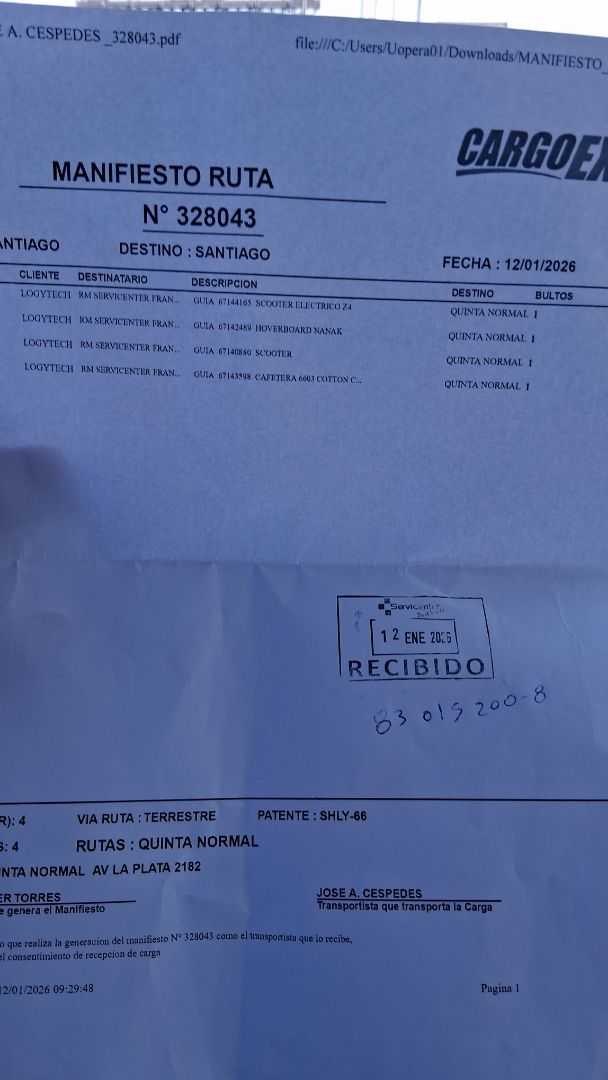 E A. CESPEDES _328043.pdf file:///C:/Users/Uopera01/Downloads/MANIFIESTO_
CARGOEX
MANIFIESTO RUTA
N° 328043
ANTIAGO DESTINO : SANTIAGO FECHA : 12/01/2026
CLIENTE DESTINATARIO DESCRIPCION DESTINO BULTOS
LOGYTECH RM SERVICENTER FRAN... GUIA 67144165 SCOOTER ELECTRICO Z4 QUINTA NORMAL 1
LOGYTECH RM SERVICENTER FRAN... GUIA 67142489 HOVERBOARD NANAK QUINTA NORMAL 1
LOGYTECH RM SERVICENTER FRAN... GUIA 67140880 SCOOTER QUINTA NORMAL 1
LOGYTECH RM SERVICENTER FRAN... GUIA 67143598 CAFETERA 6603 COTTON C... QUINTA NORMAL 1
ServiCenter
12 ENE 2026
RECIBIDO
83 019 200-8
R): 4 VIA RUTA : TERRESTRE PATENTE : SHLY-66
S: 4 RUTAS : QUINTA NORMAL
INTA NORMAL AV LA PLATA 2182
ER TORRES JOSE A. CESPEDES
e genera el Manifiesto Transportista que transporta la Carga
o que realiza la generacion del manifiesto N° 328043 como el transportista que lo recibe,
el consentimiento de recepcion de carga
12/01/2026 09:29:48 Pagina 1